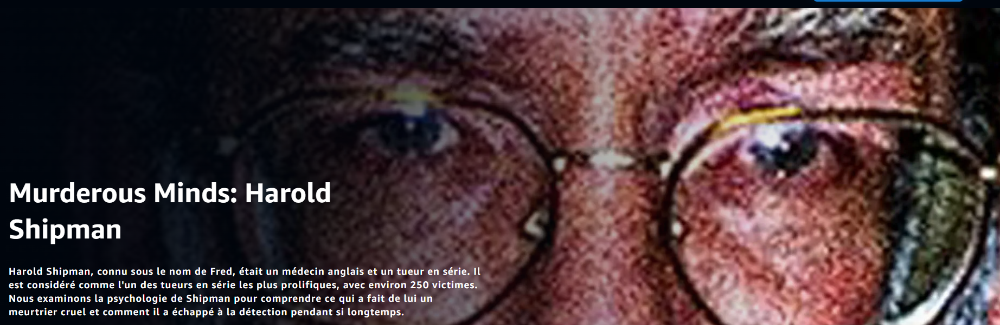 Murderous Minds: Harold
Shipman
Harold Shipman, connu sous le nom de Fred, était un médecin anglais et un tueur en série. Il
est considéré comme l'un des tueurs en série les plus prolifiques, avec environ 250 victimes.
Nous examinons la psychologie de Shipman pour comprendre ce qui a fait de lui un
meurtrier cruel et comment il a échappé à la détection pendant si longtemps.